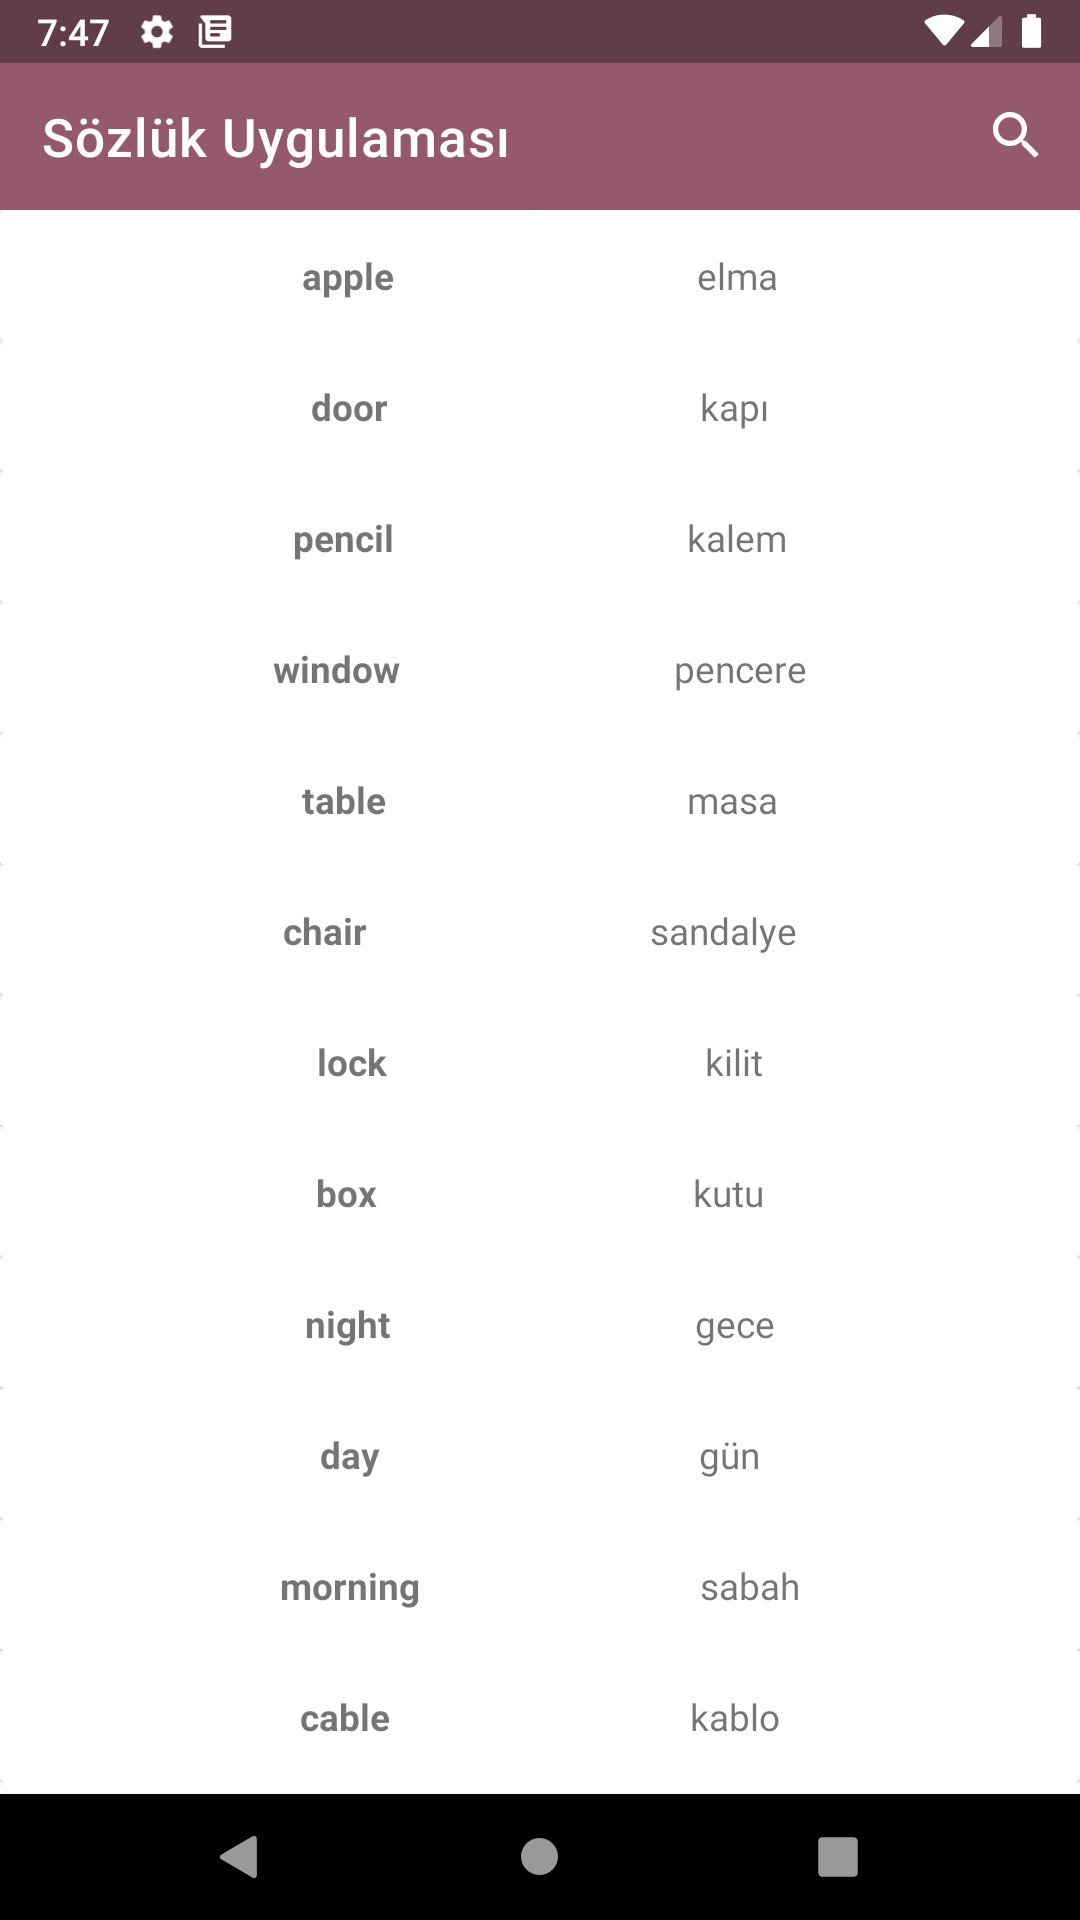 7:47
Sözlük Uygulaması
apple elma
door kapı
pencil kalem
window pencere
table masa
chair sandalye
lock kilit
box kutu
night gece
day gün
morning sabah
cable kablo